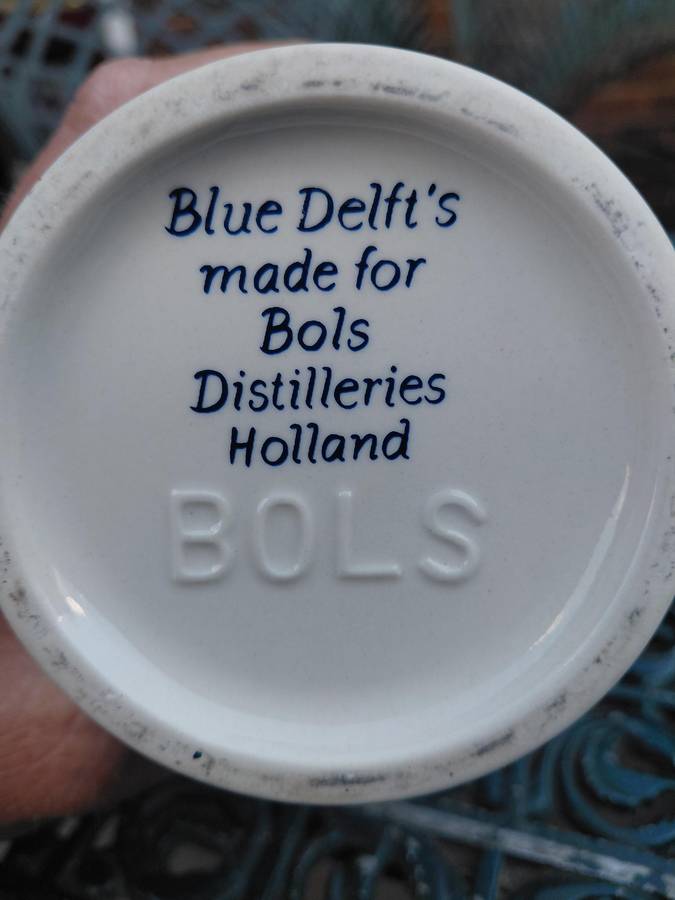 Blue Delft's
made for
Bols
Distilleries
Holland
BOLS